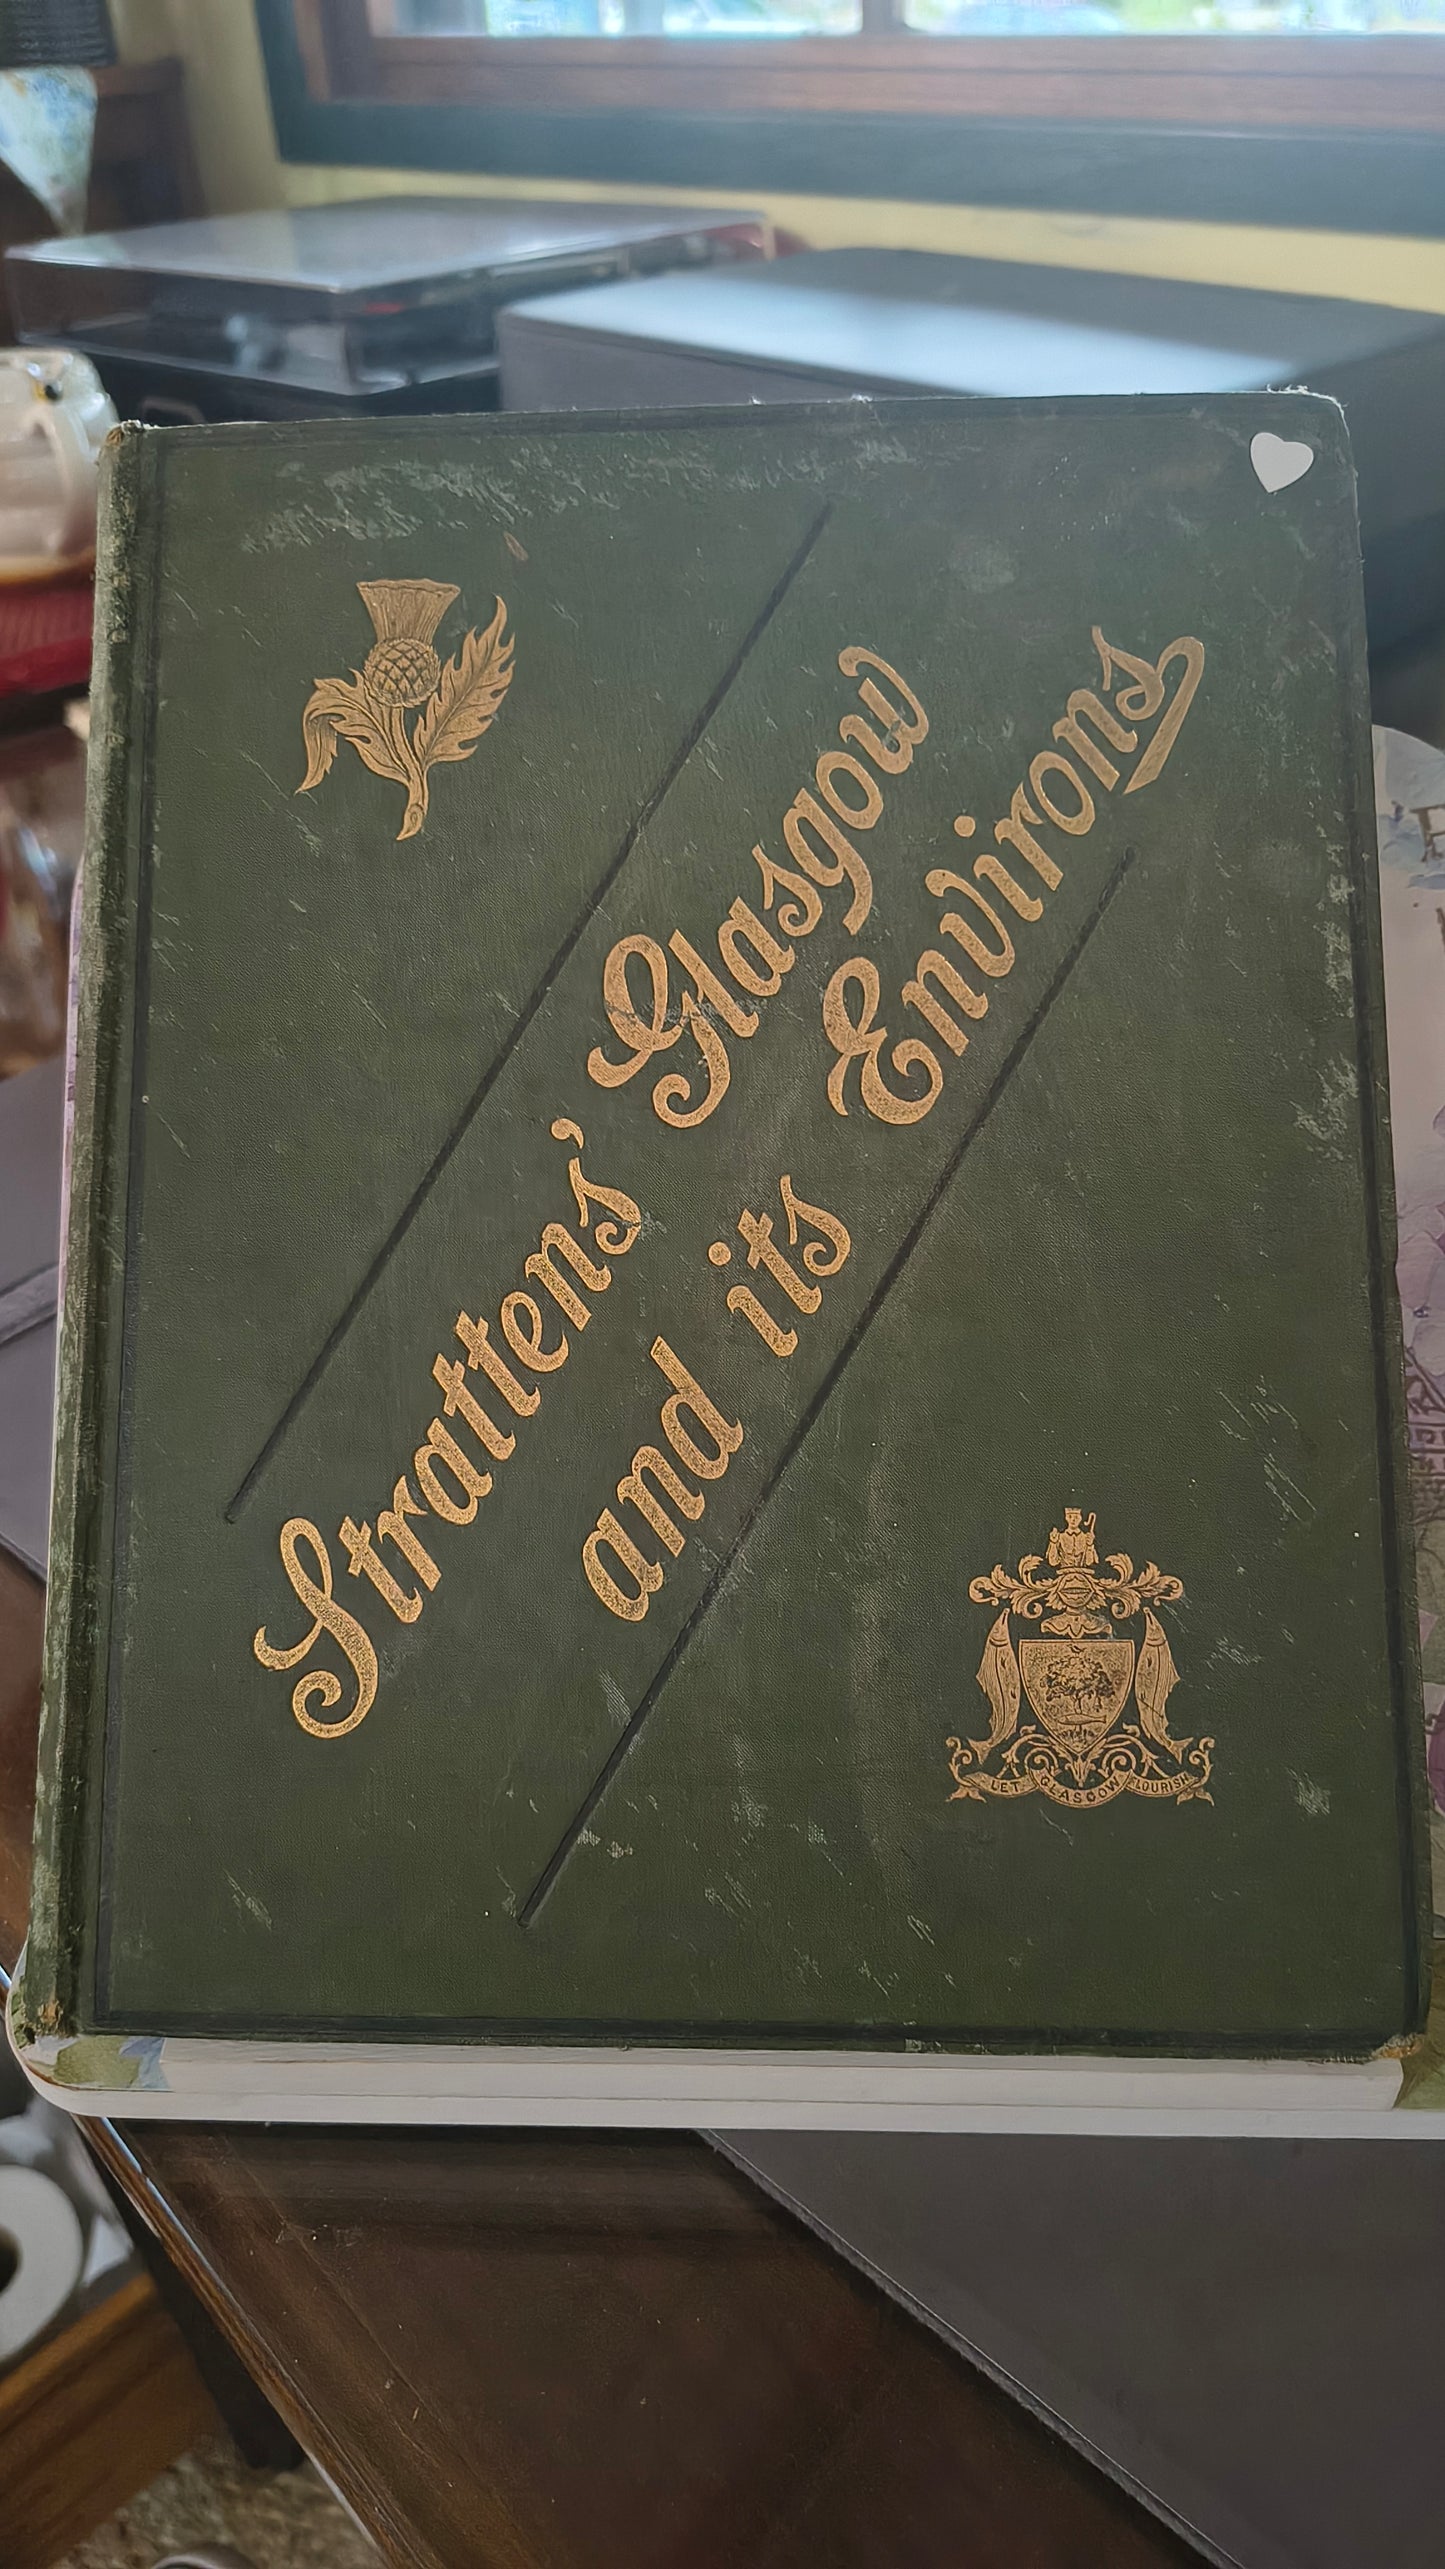 Strattens' Glasgow
and its Environs
LET GLASGOW FLOURISH